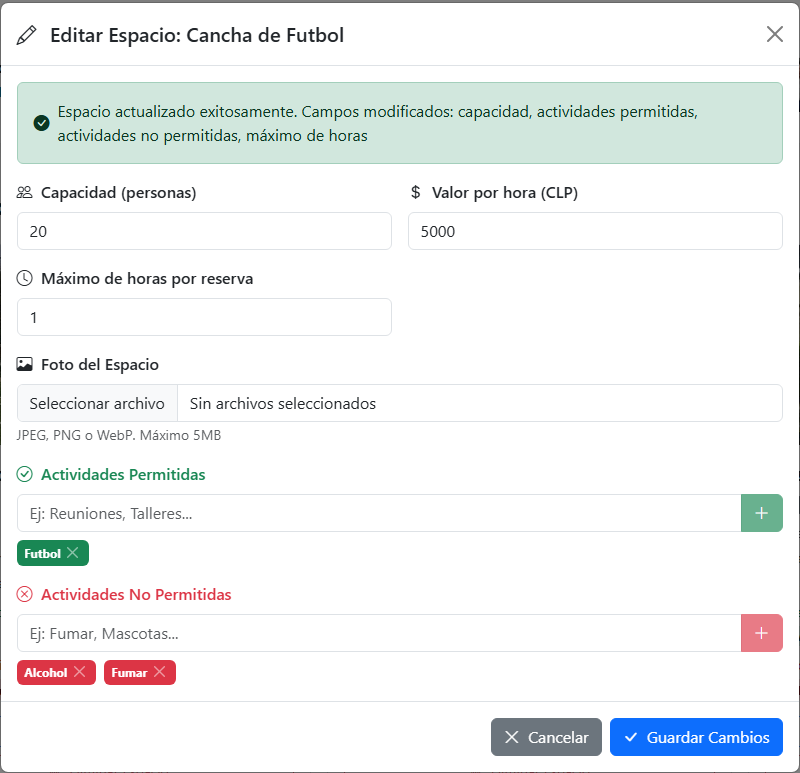 Editar Espacio: Cancha de Futbol
Espacio actualizado exitosamente. Campos modificados: capacidad, actividades permitidas,
actividades no permitidas, máximo de horas
Capacidad (personas)
$ Valor por hora (CLP)
20
5000
Máximo de horas por reserva
1
Foto del Espacio
Seleccionar archivo Sin archivos seleccionados
JPEG, PNG o WebP. Máximo 5MB
Actividades Permitidas
Ej: Reuniones, Talleres...
Futbol
Actividades No Permitidas
Ej: Fumar, Mascotas...
Alcohol Fumar
Cancelar Guardar Cambios